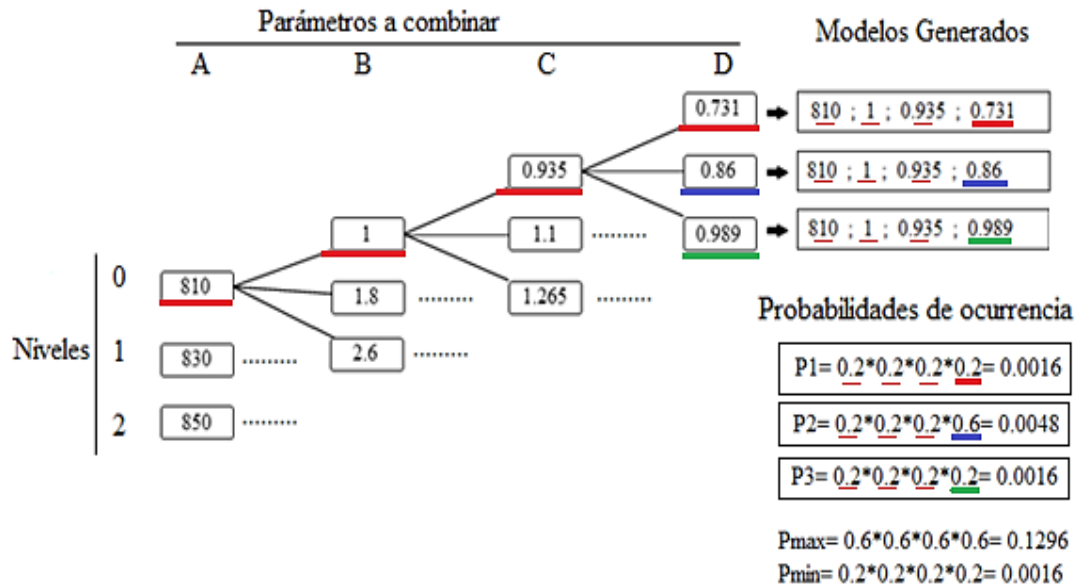 Parámetros a combinar
A B C D
Modelos Generados
0.731
810 ; 1 ; 0.935 ; 0.731
0.935
0.86
810 ; 1 ; 0.935 ; 0.86
1
1.1 .........
0.989
810 ; 1 ; 0.935 ; 0.989
Niveles
0
810
1.8 .........
1.265 .........
1
830 .........
2.6 .........
2
850 .........
Probabilidades de ocurrencia
P1= 0.2*0.2*0.2*0.2= 0.0016
P2= 0.2*0.2*0.2*0.6= 0.0048
P3= 0.2*0.2*0.2*0.2= 0.0016
Pmax= 0.6*0.6*0.6*0.6= 0.1296
Pmin= 0.2*0.2*0.2*0.2= 0.0016